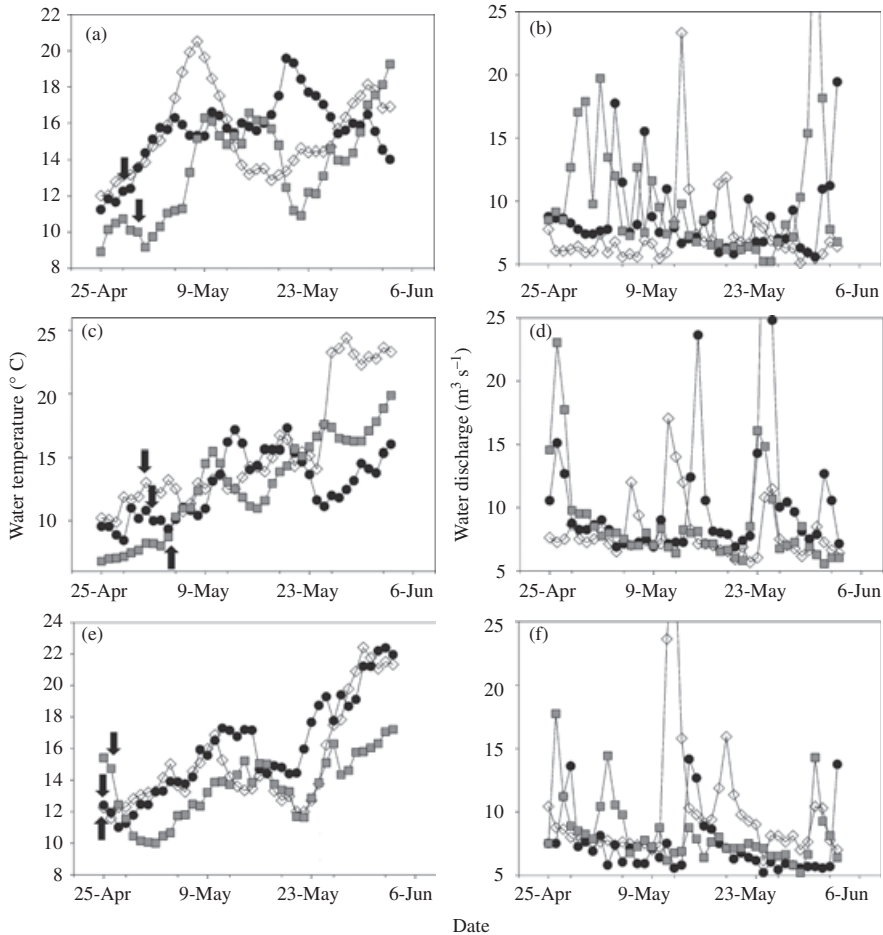 (a)
22
20
18
16
14
12
10
8
25-Apr 9-May 23-May 6-Jun
(b)
25
20
15
10
5
25-Apr 9-May 23-May 6-Jun
(c)
25
20
15
10
25-Apr 9-May 23-May 6-Jun
Water temperature (° C)
(d)
25
20
15
10
5
25-Apr 9-May 23-May 6-Jun
Water discharge (m³ s⁻¹)
(e)
24
22
20
18
16
14
12
10
8
25-Apr 9-May 23-May 6-Jun
(f)
25
20
15
10
5
25-Apr 9-May 23-May 6-Jun
Date